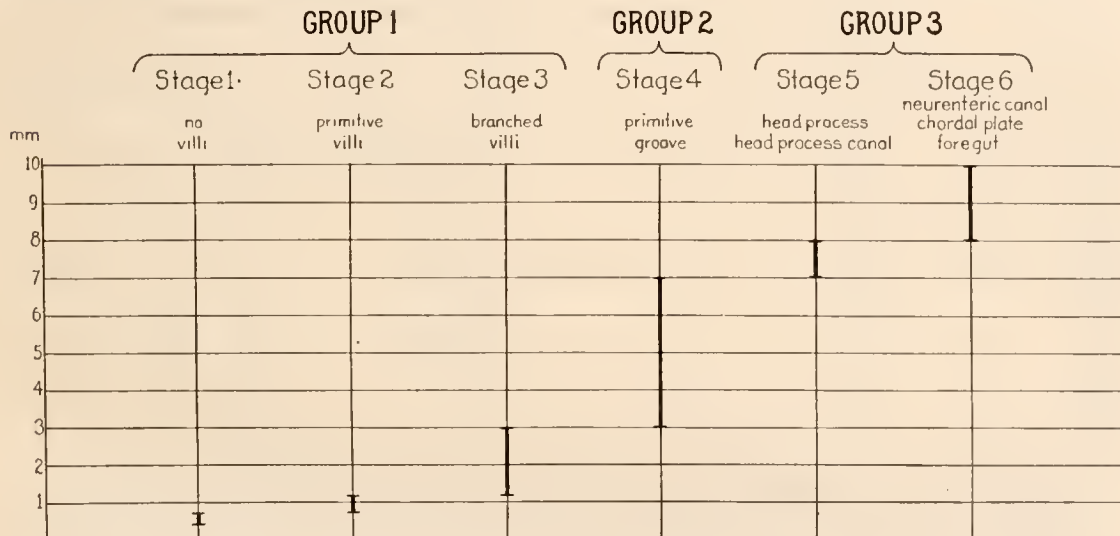 GROUP 1 GROUP 2 GROUP 3
Stage 1. Stage 2 Stage 3 Stage 4 Stage 5 Stage 6
no villi
primitive villi
branched villi
primitive groove
head process
head process canal
neurenteric canal
chordal plate
foregut
mm
10
9
8
7
6
5
4
3
2
1